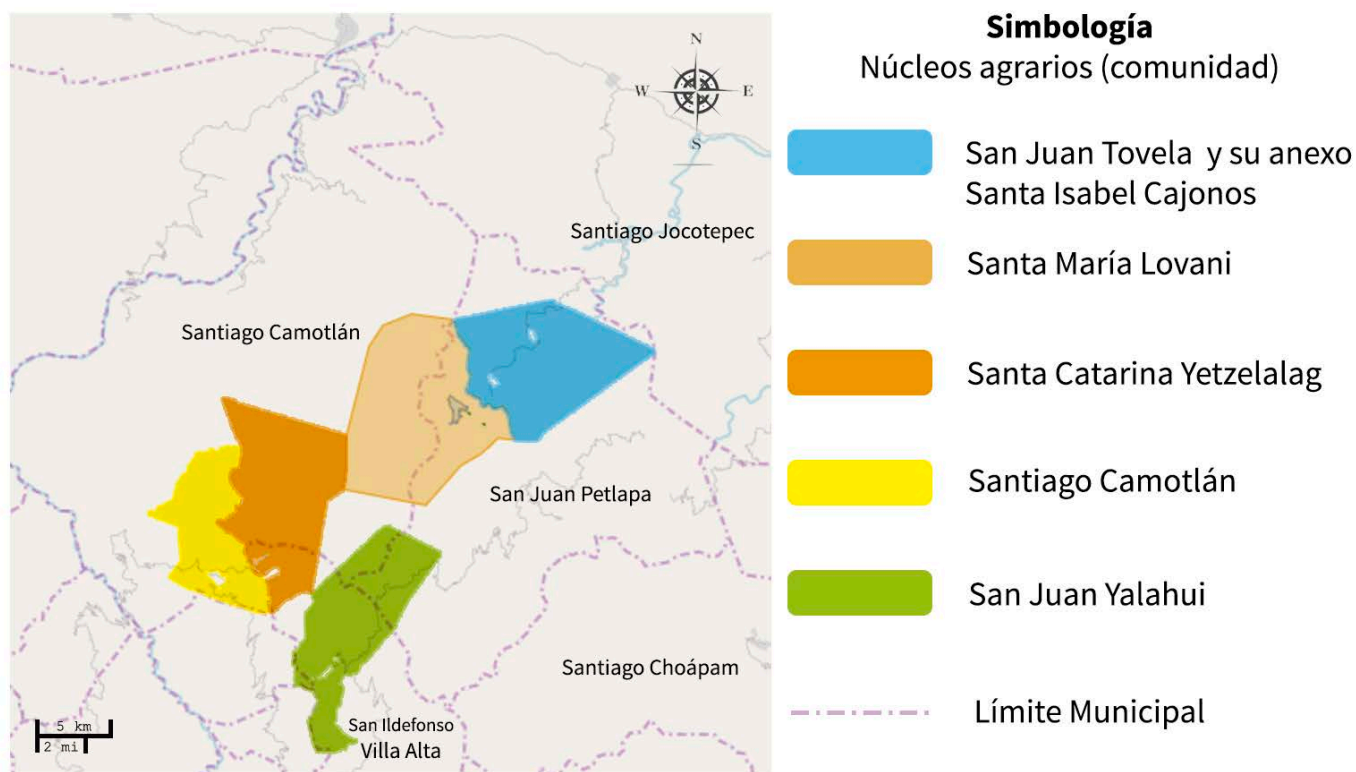 Simbología
Núcleos agrarios (comunidad)
San Juan Tovela y su anexo
Santa Isabel Cajonos
Santa María Lovani
Santa Catarina Yetzelalag
Santiago Camotlán
San Juan Yalahui
Límite Municipal
N
W
E
S
Santiago Jocotepec
Santiago Camotlán
San Juan Petlapa
Santiago Choápam
San Ildefonso
Villa Alta
5 km
2 mi